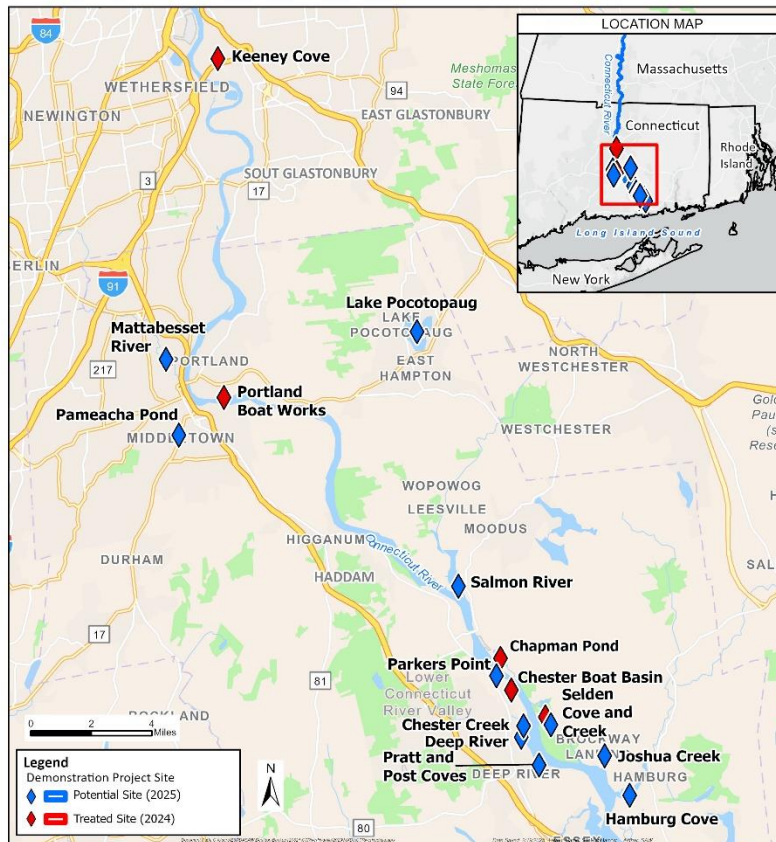 84
Keeney Cove
WETHERSFIELD
NEWINGTON
Meshomas
State Fores
94
EAST GLASTONBURY
SOUT GLASTONBURY
3
17
BERLIN
91
LOCATION MAP
Connecticut River
Massachusetts
Connecticut
Rhode
Island
Long Island Sound
New York
Lake Pocotopaug
LAKE
POCOTOPAUG
EAST
HAMPTON
Mattabesset
River
PORTLAND
217
Portland
Boat Works
Pameacha Pond
MIDDLETOWN
NORTH
WESTCHESTER
WESTCHESTER
WOPOWOG
LEESVILLE
MOODUS
DURHAM
HIGGANUM
HADDAM
Connecticut River
Salmon River
17
81
Chapman Pond
Parkers Point
Chester Boat Basin
Lower
Connecticut
River Valley
Selden
Cove and
Creek
Chester Creek
Deep River
BROCKWAY
Pratt and
Post Coves
DEEP RIVER
Joshua Creek
HAMBURG
Hamburg Cove
ESSEX
80
0 2 4
Miles
N
Legend
Demonstration Project Site
Potential Site (2025)
Treated Site (2024)